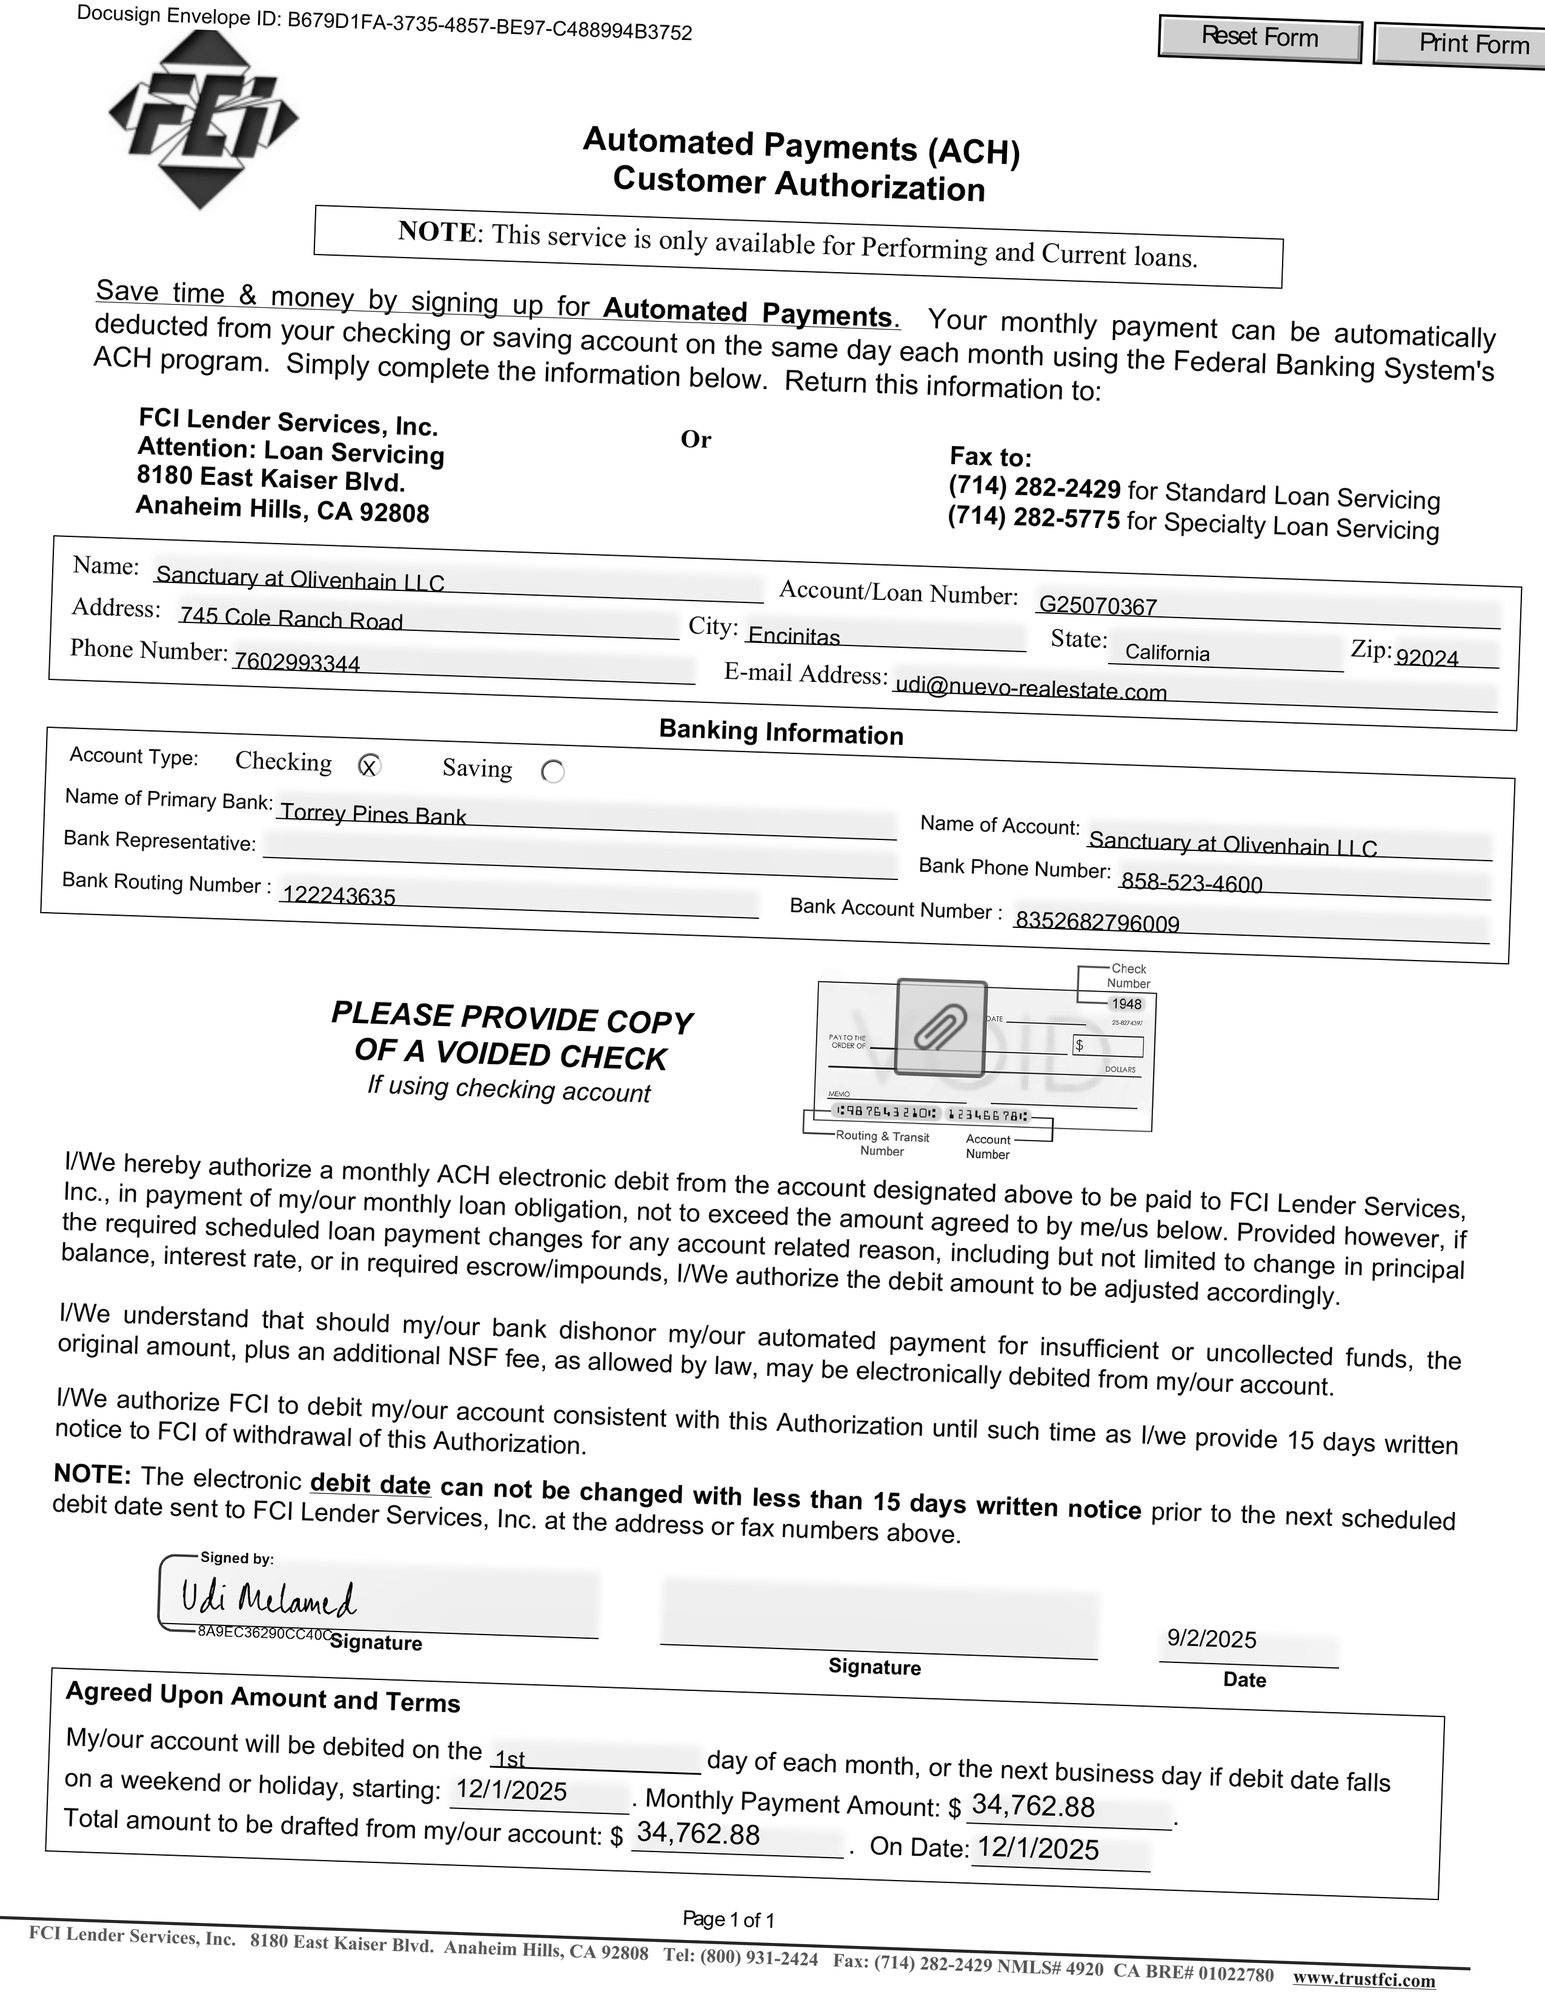 Docusign Envelope ID: B679D1FA-3735-4857-BE97-C488994B3752
Reset Form Print Form
FCI
Automated Payments (ACH)
Customer Authorization
NOTE: This service is only available for Performing and Current loans.
Save time & money by signing up for Automated Payments. Your monthly payment can be automatically
deducted from your checking or saving account on the same day each month using the Federal Banking System's
ACH program. Simply complete the information below. Return this information to:
FCI Lender Services, Inc.
Attention: Loan Servicing
8180 East Kaiser Blvd.
Anaheim Hills, CA 92808
Or
Fax to:
(714) 282-2429 for Standard Loan Servicing
(714) 282-5775 for Specialty Loan Servicing
Name: Sanctuary at Olivenhain LLC Account/Loan Number: G25070367
Address: 745 Cole Ranch Road City: Encinitas State: California Zip: 92024
Phone Number: 7602993344 E-mail Address: udi@nuevo-realestate.com
Banking Information
Account Type: Checking X Saving
Name of Primary Bank: Torrey Pines Bank Name of Account: Sanctuary at Olivenhain LLC
Bank Representative: Bank Phone Number: 858-523-4600
Bank Routing Number : 122243635 Bank Account Number : 8352682796009
PLEASE PROVIDE COPY
OF A VOIDED CHECK
If using checking account
Check
Number
1948
DATE
25-8274397
PAY TO THE
ORDER OF
$
DOLLARS
VOID
MEMO
⑆987643210⑆ 12346678⑆
Routing & Transit
Number
Account
Number
I/We hereby authorize a monthly ACH electronic debit from the account designated above to be paid to FCI Lender Services,
Inc., in payment of my/our monthly loan obligation, not to exceed the amount agreed to by me/us below. Provided however, if
the required scheduled loan payment changes for any account related reason, including but not limited to change in principal
balance, interest rate, or in required escrow/impounds, I/We authorize the debit amount to be adjusted accordingly.
I/We understand that should my/our bank dishonor my/our automated payment for insufficient or uncollected funds, the
original amount, plus an additional NSF fee, as allowed by law, may be electronically debited from my/our account.
I/We authorize FCI to debit my/our account consistent with this Authorization until such time as I/we provide 15 days written
notice to FCI of withdrawal of this Authorization.
NOTE: The electronic debit date can not be changed with less than 15 days written notice prior to the next scheduled
debit date sent to FCI Lender Services, Inc. at the address or fax numbers above.
Signed by:
Udi Melamed
8A9EC36290CC40C...
Signature
Signature
9/2/2025
Date
Agreed Upon Amount and Terms
My/our account will be debited on the 1st day of each month, or the next business day if debit date falls
on a weekend or holiday, starting: 12/1/2025 . Monthly Payment Amount: $ 34,762.88 .
Total amount to be drafted from my/our account: $ 34,762.88 . On Date: 12/1/2025
Page 1 of 1
FCI Lender Services, Inc. 8180 East Kaiser Blvd. Anaheim Hills, CA 92808 Tel: (800) 931-2424 Fax: (714) 282-2429 NMLS# 4920 CA BRE# 01022780 www.trustfci.com